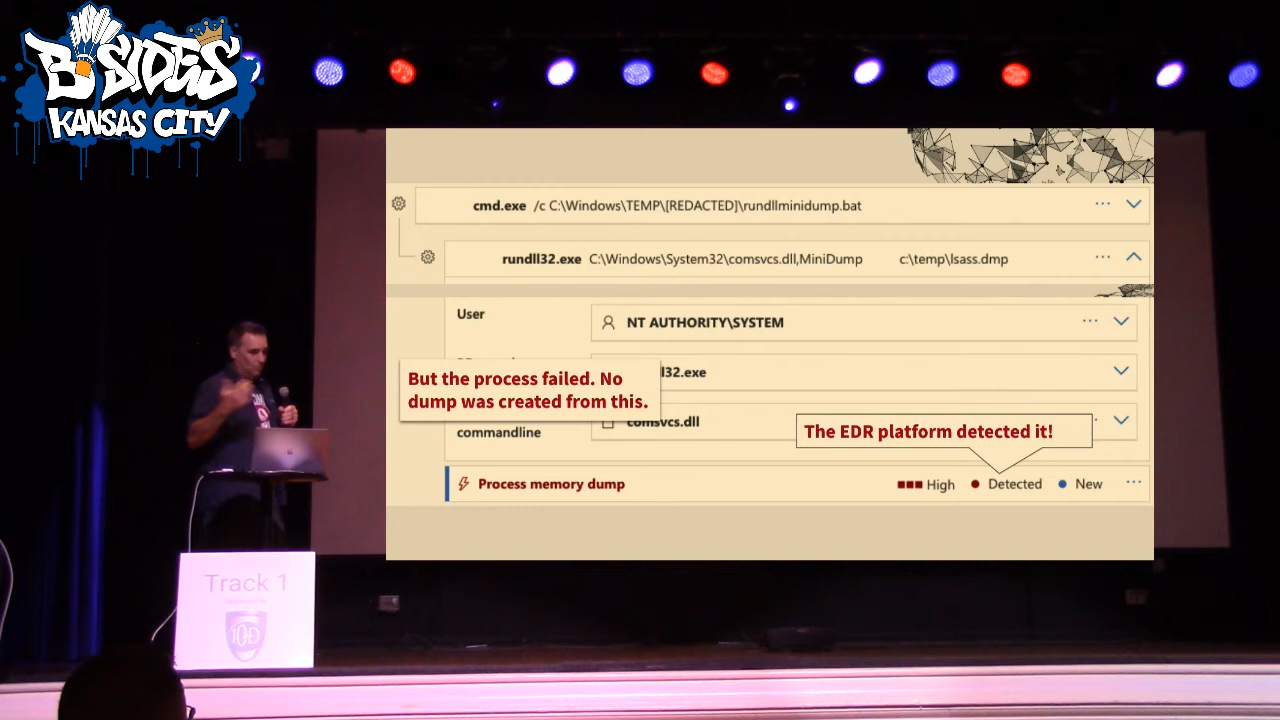 B·SIDES
KANSAS CITY
cmd.exe /c C:\Windows\TEMP\[REDACTED]\rundllminidump.bat
rundll32.exe C:\Windows\System32\comsvcs.dll,MiniDump c:\temp\lsass.dmp
User
NT AUTHORITY\SYSTEM
But the process failed. No
dump was created from this.
l32.exe
comsvcs.dll
The EDR platform detected it!
commandline
Process memory dump
High
Detected
New
Track 1